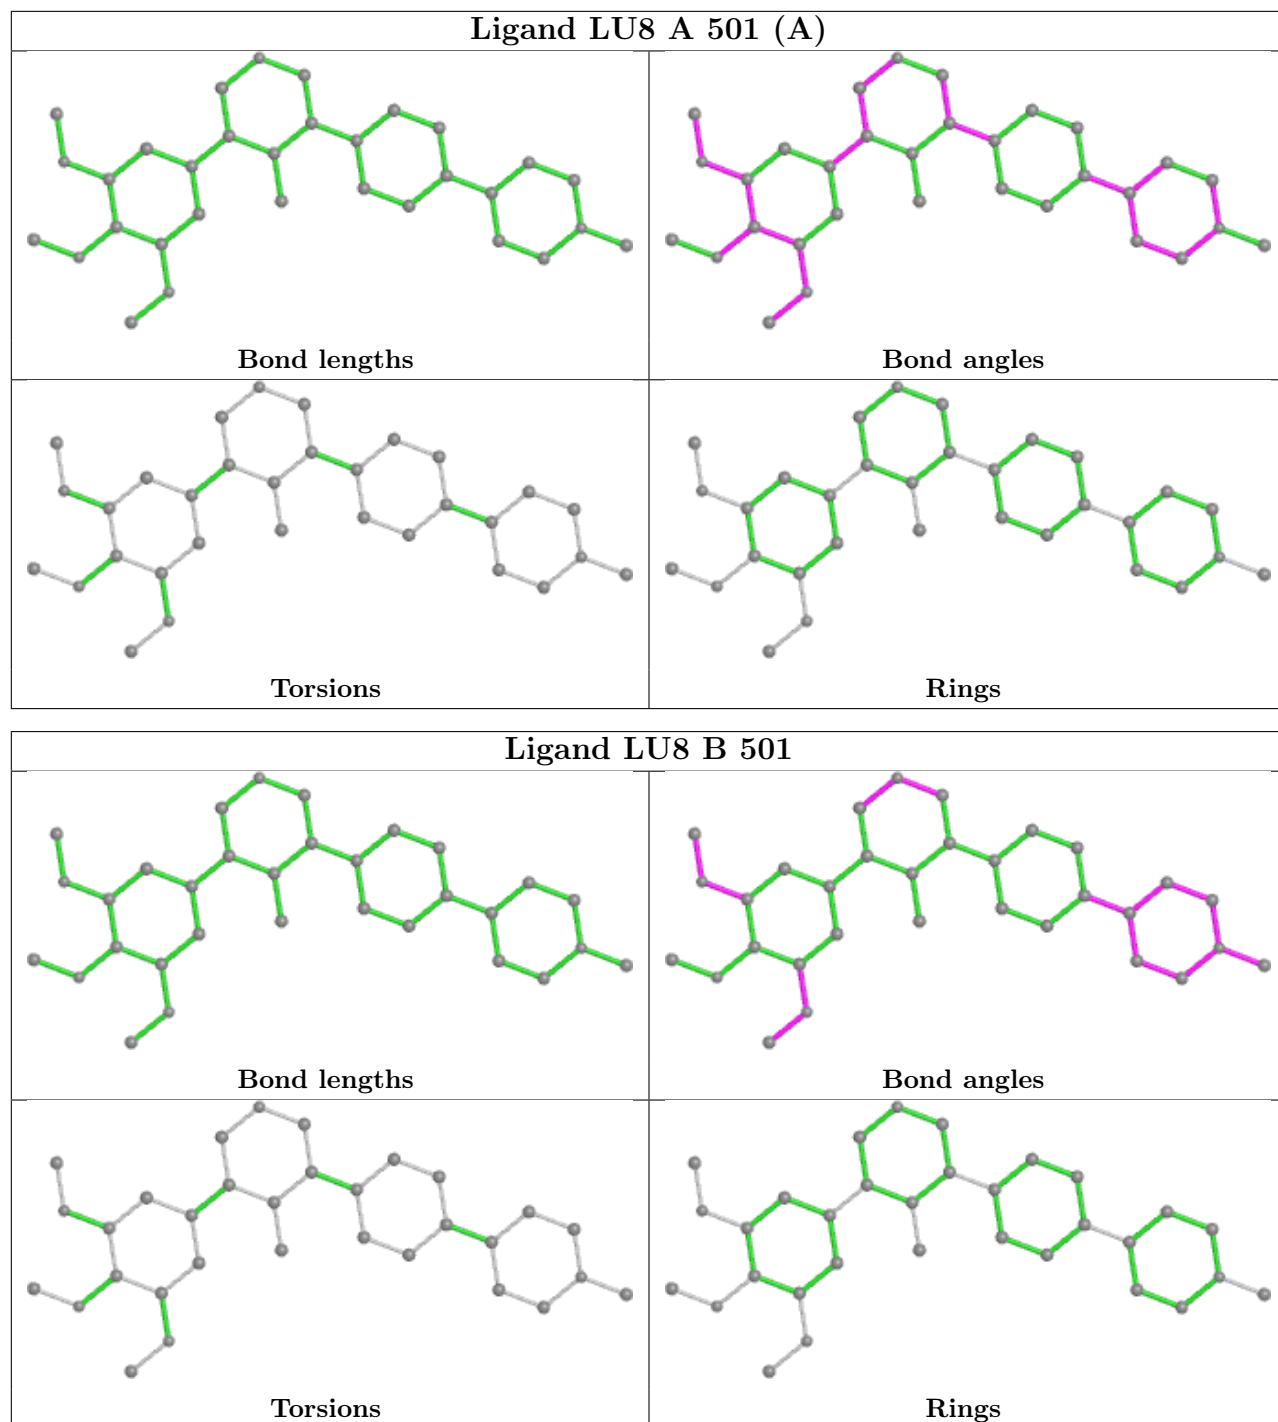 Ligand LU8 A 501 (A)
Bond lengths
Bond angles
Torsions
Rings
Ligand LU8 B 501
Bond lengths
Bond angles
Torsions
Rings